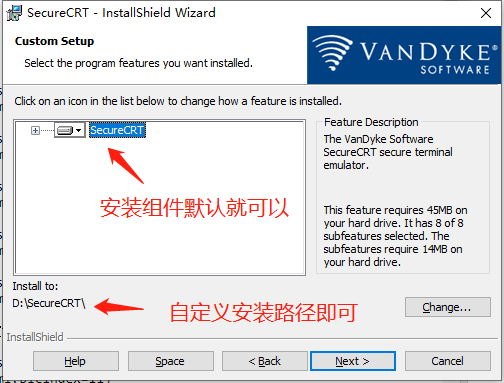 SecureCRT - InstallShield Wizard
Custom Setup
Select the program features you want installed.
VANDYKE
SOFTWARE
Click on an icon in the list below to change how a feature is installed.
SecureCRT
安装组件默认就可以
Feature Description
The VanDyke Software
SecureCRT secure terminal
emulator.
This feature requires 45MB on
your hard drive. It has 8 of 8
subfeatures selected. The
subfeatures require 14MB on
your hard drive.
Install to:
D:\SecureCRT\
自定义安装路径即可
Change...
InstallShield
Help
Space
< Back
Next >
Cancel